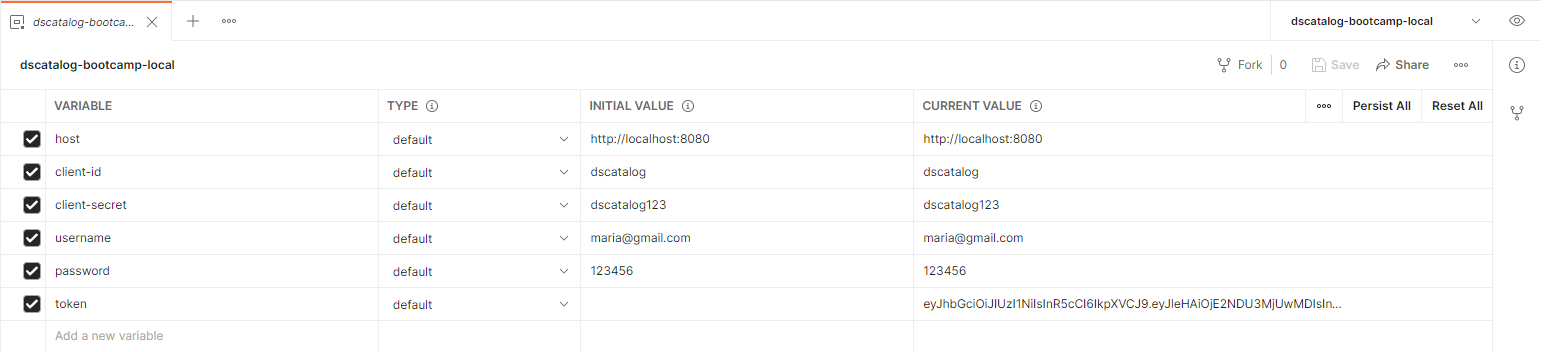 dscatalog-bootca...
dscatalog-bootcamp-local
dscatalog-bootcamp-local
Fork 0 Save Share
VARIABLE TYPE INITIAL VALUE CURRENT VALUE Persist All Reset All
host default http://localhost:8080 http://localhost:8080
client-id default dscatalog dscatalog
client-secret default dscatalog123 dscatalog123
username default maria@gmail.com maria@gmail.com
password default 123456 123456
token default eyJhbGciOiJIUzI1NiIsInR5cCI6IkpXVCJ9.eyJleHAiOjE2NDU3MjUwMDIsIn...
Add a new variable